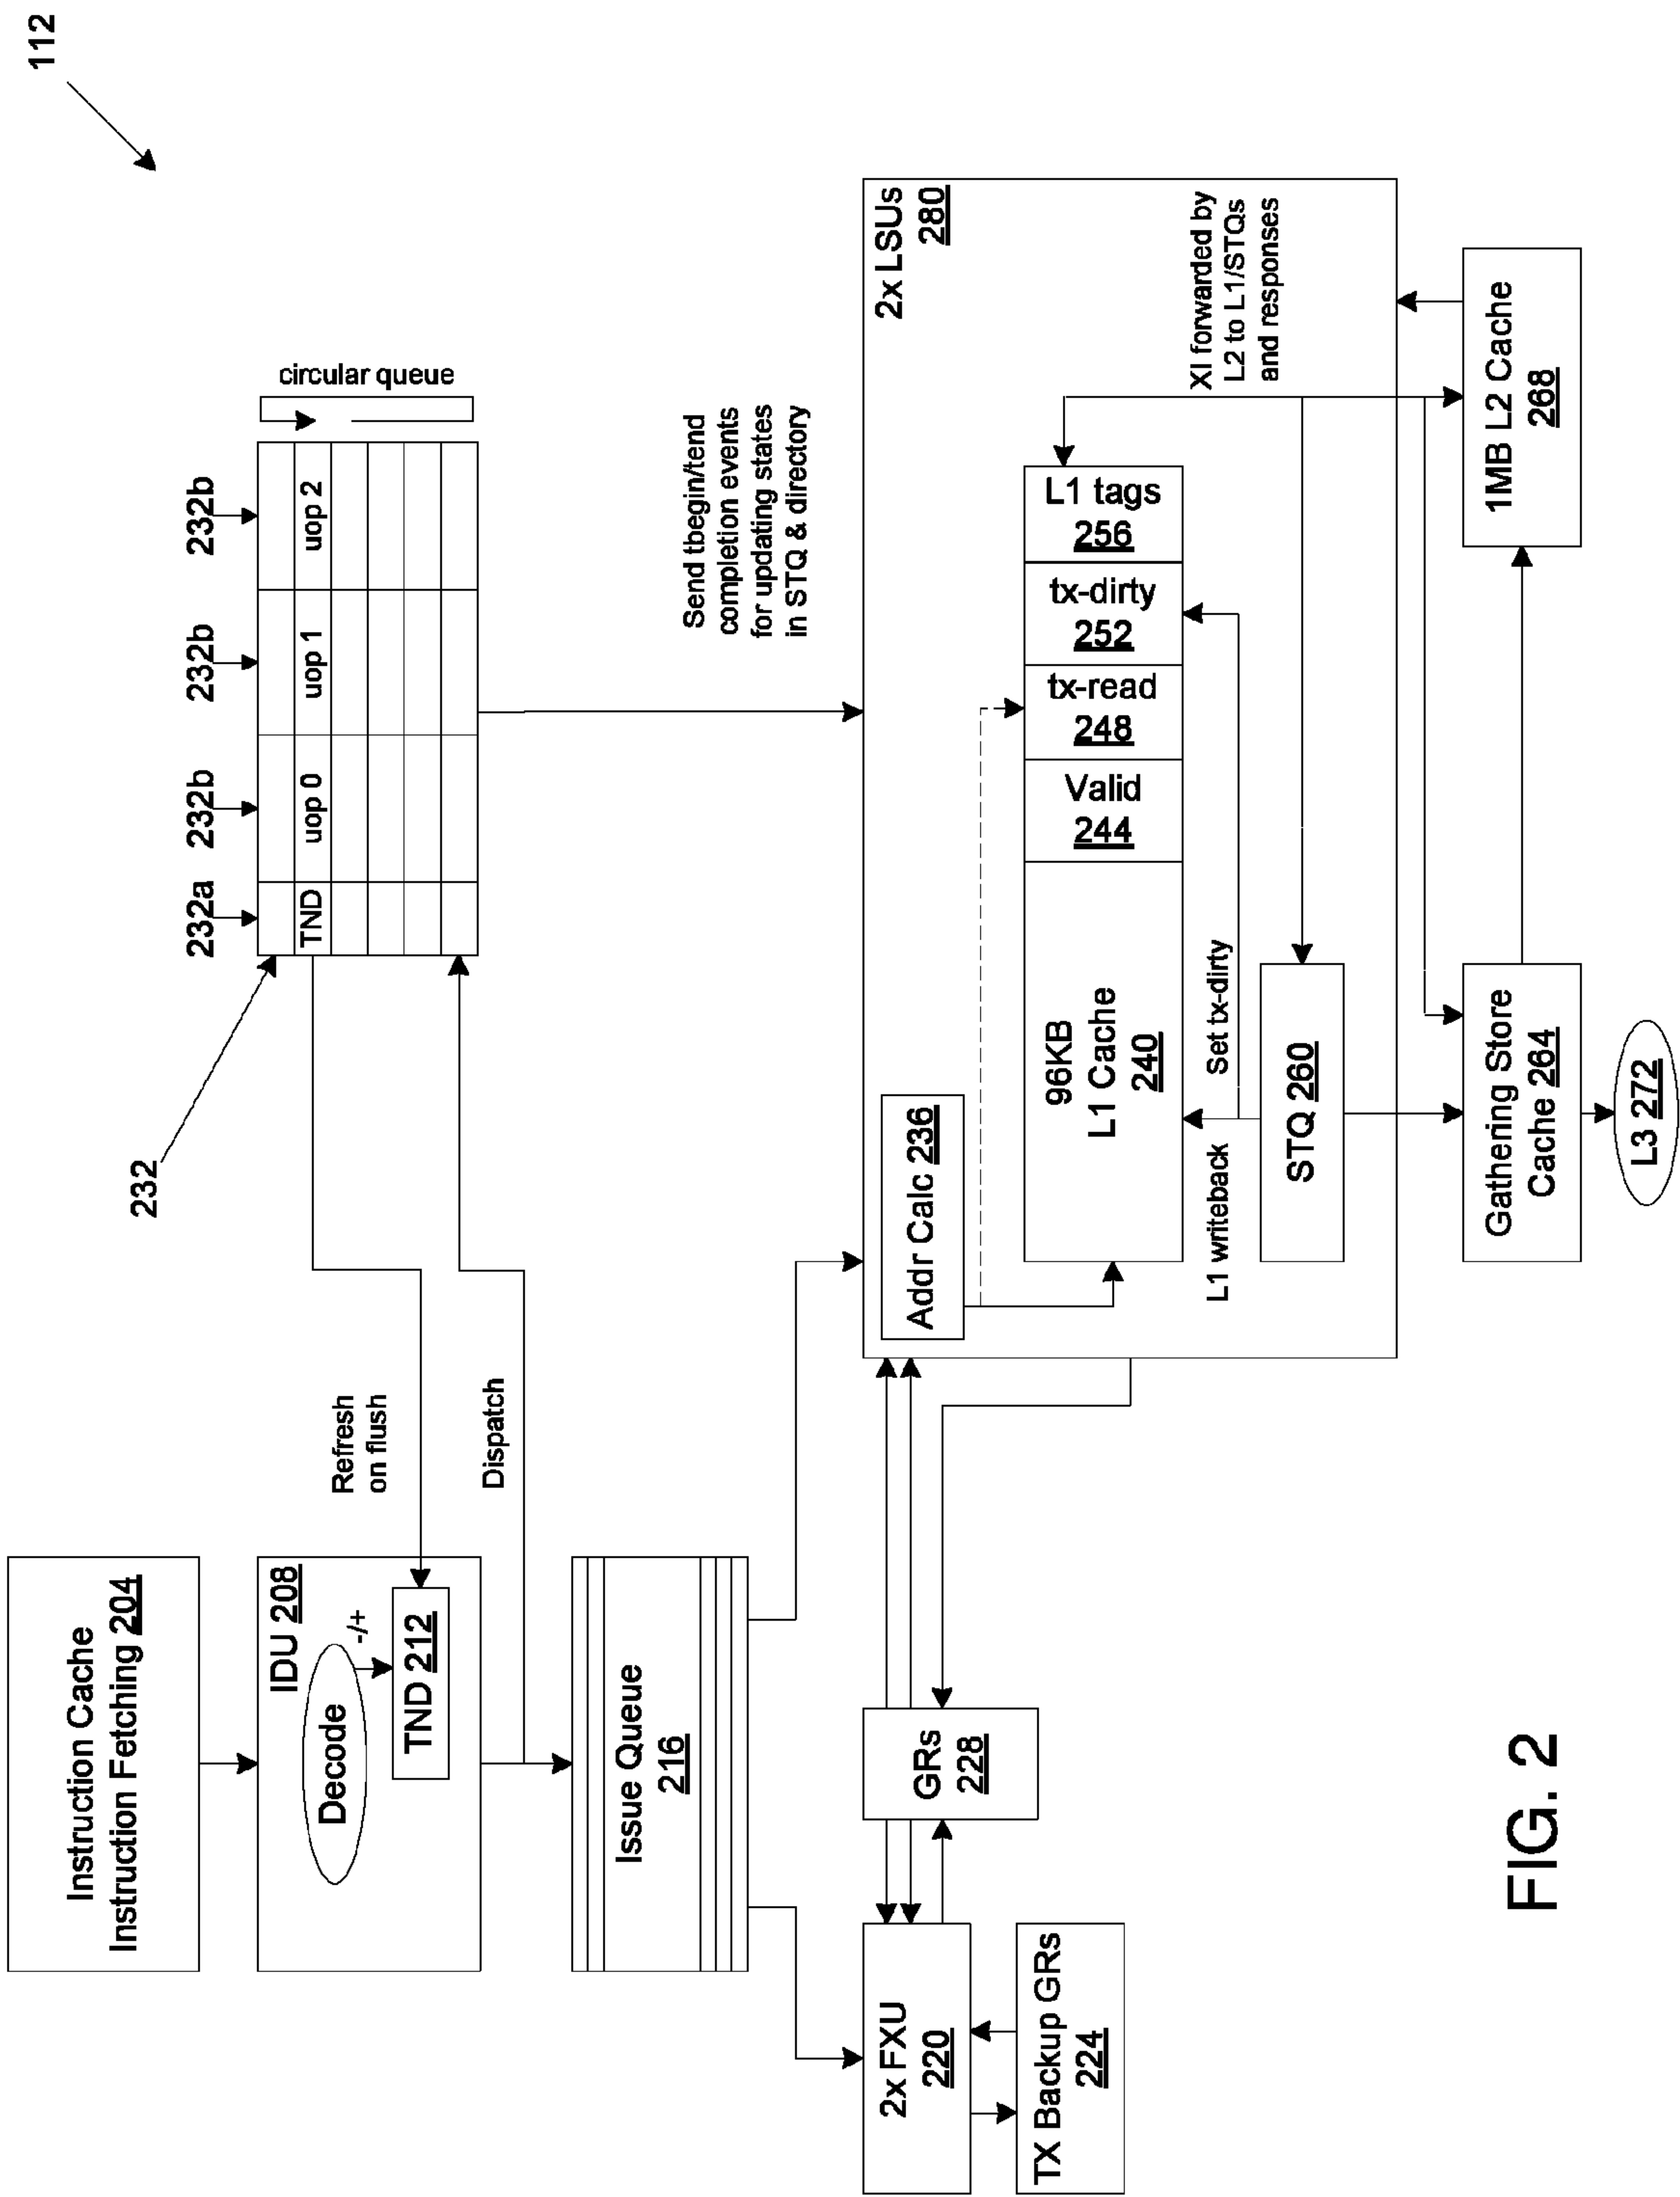 112
Instruction Cache
Instruction Fetching 204
IDU 208
Decode
-/+
TND 212
Refresh
on flush
Dispatch
Issue Queue
216
232
232a
232b
232b
232b
TND
uop 0
uop 1
uop 2
circular queue
Send tbegin/tend
completion events
for updating states
in STQ & directory
2x FXU
220
TX Backup GRs
224
GRs
228
2x LSUs
280
Addr Calc 236
96KB
L1 Cache
240
Valid
244
tx-read
248
tx-dirty
252
L1 tags
256
L1 writeback
Set tx-dirty
XI forwarded by
L2 to L1/STQs
and responses
STQ 260
Gathering Store
Cache 264
1MB L2 Cache
268
L3 272
FIG. 2